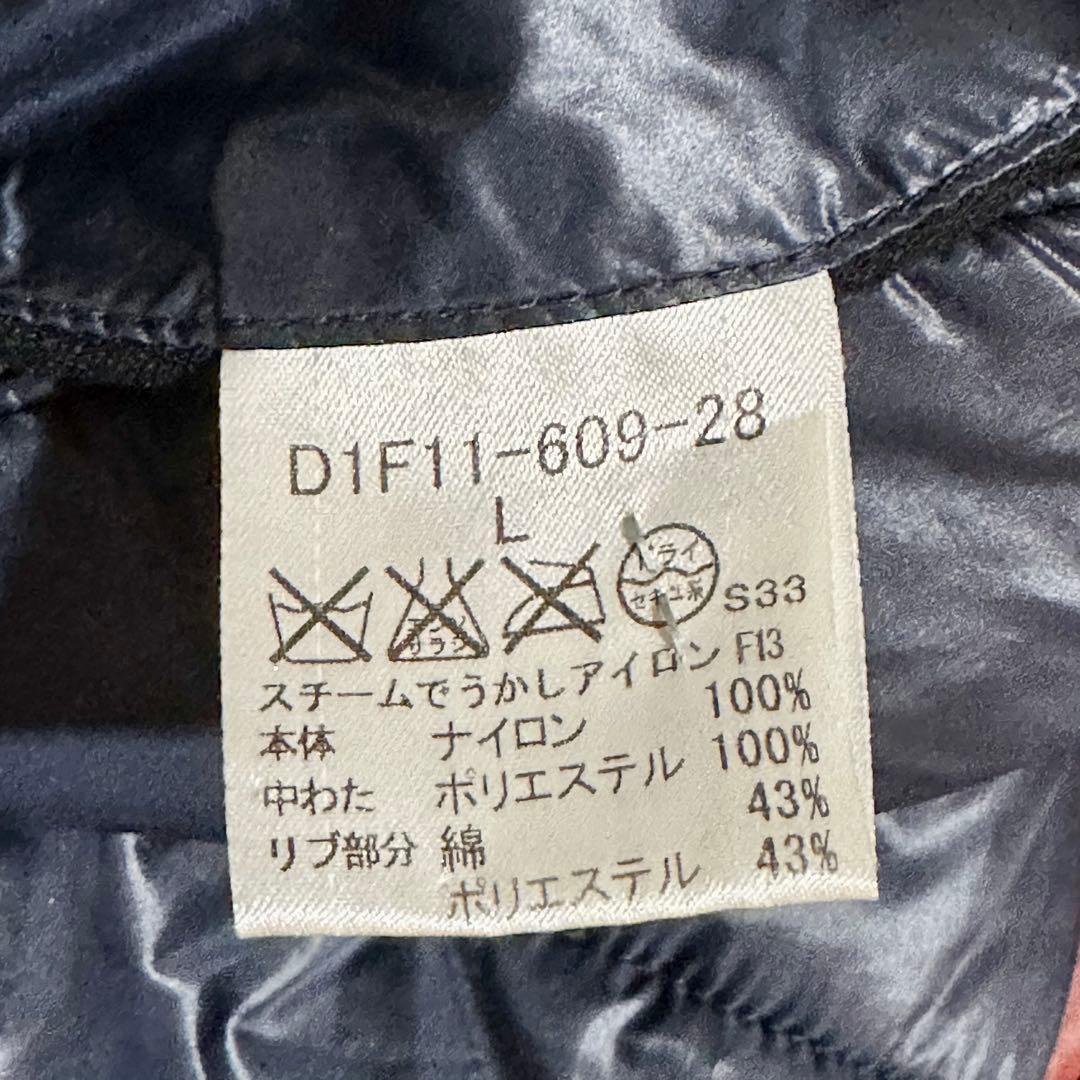 D1F11-609-28
L
ドライ
セキユ系
S33
スチームでうかしアイロン F13
本体 ナイロン 100%
中わた ポリエステル 100%
リブ部分 綿 43%
ポリエステル 43%